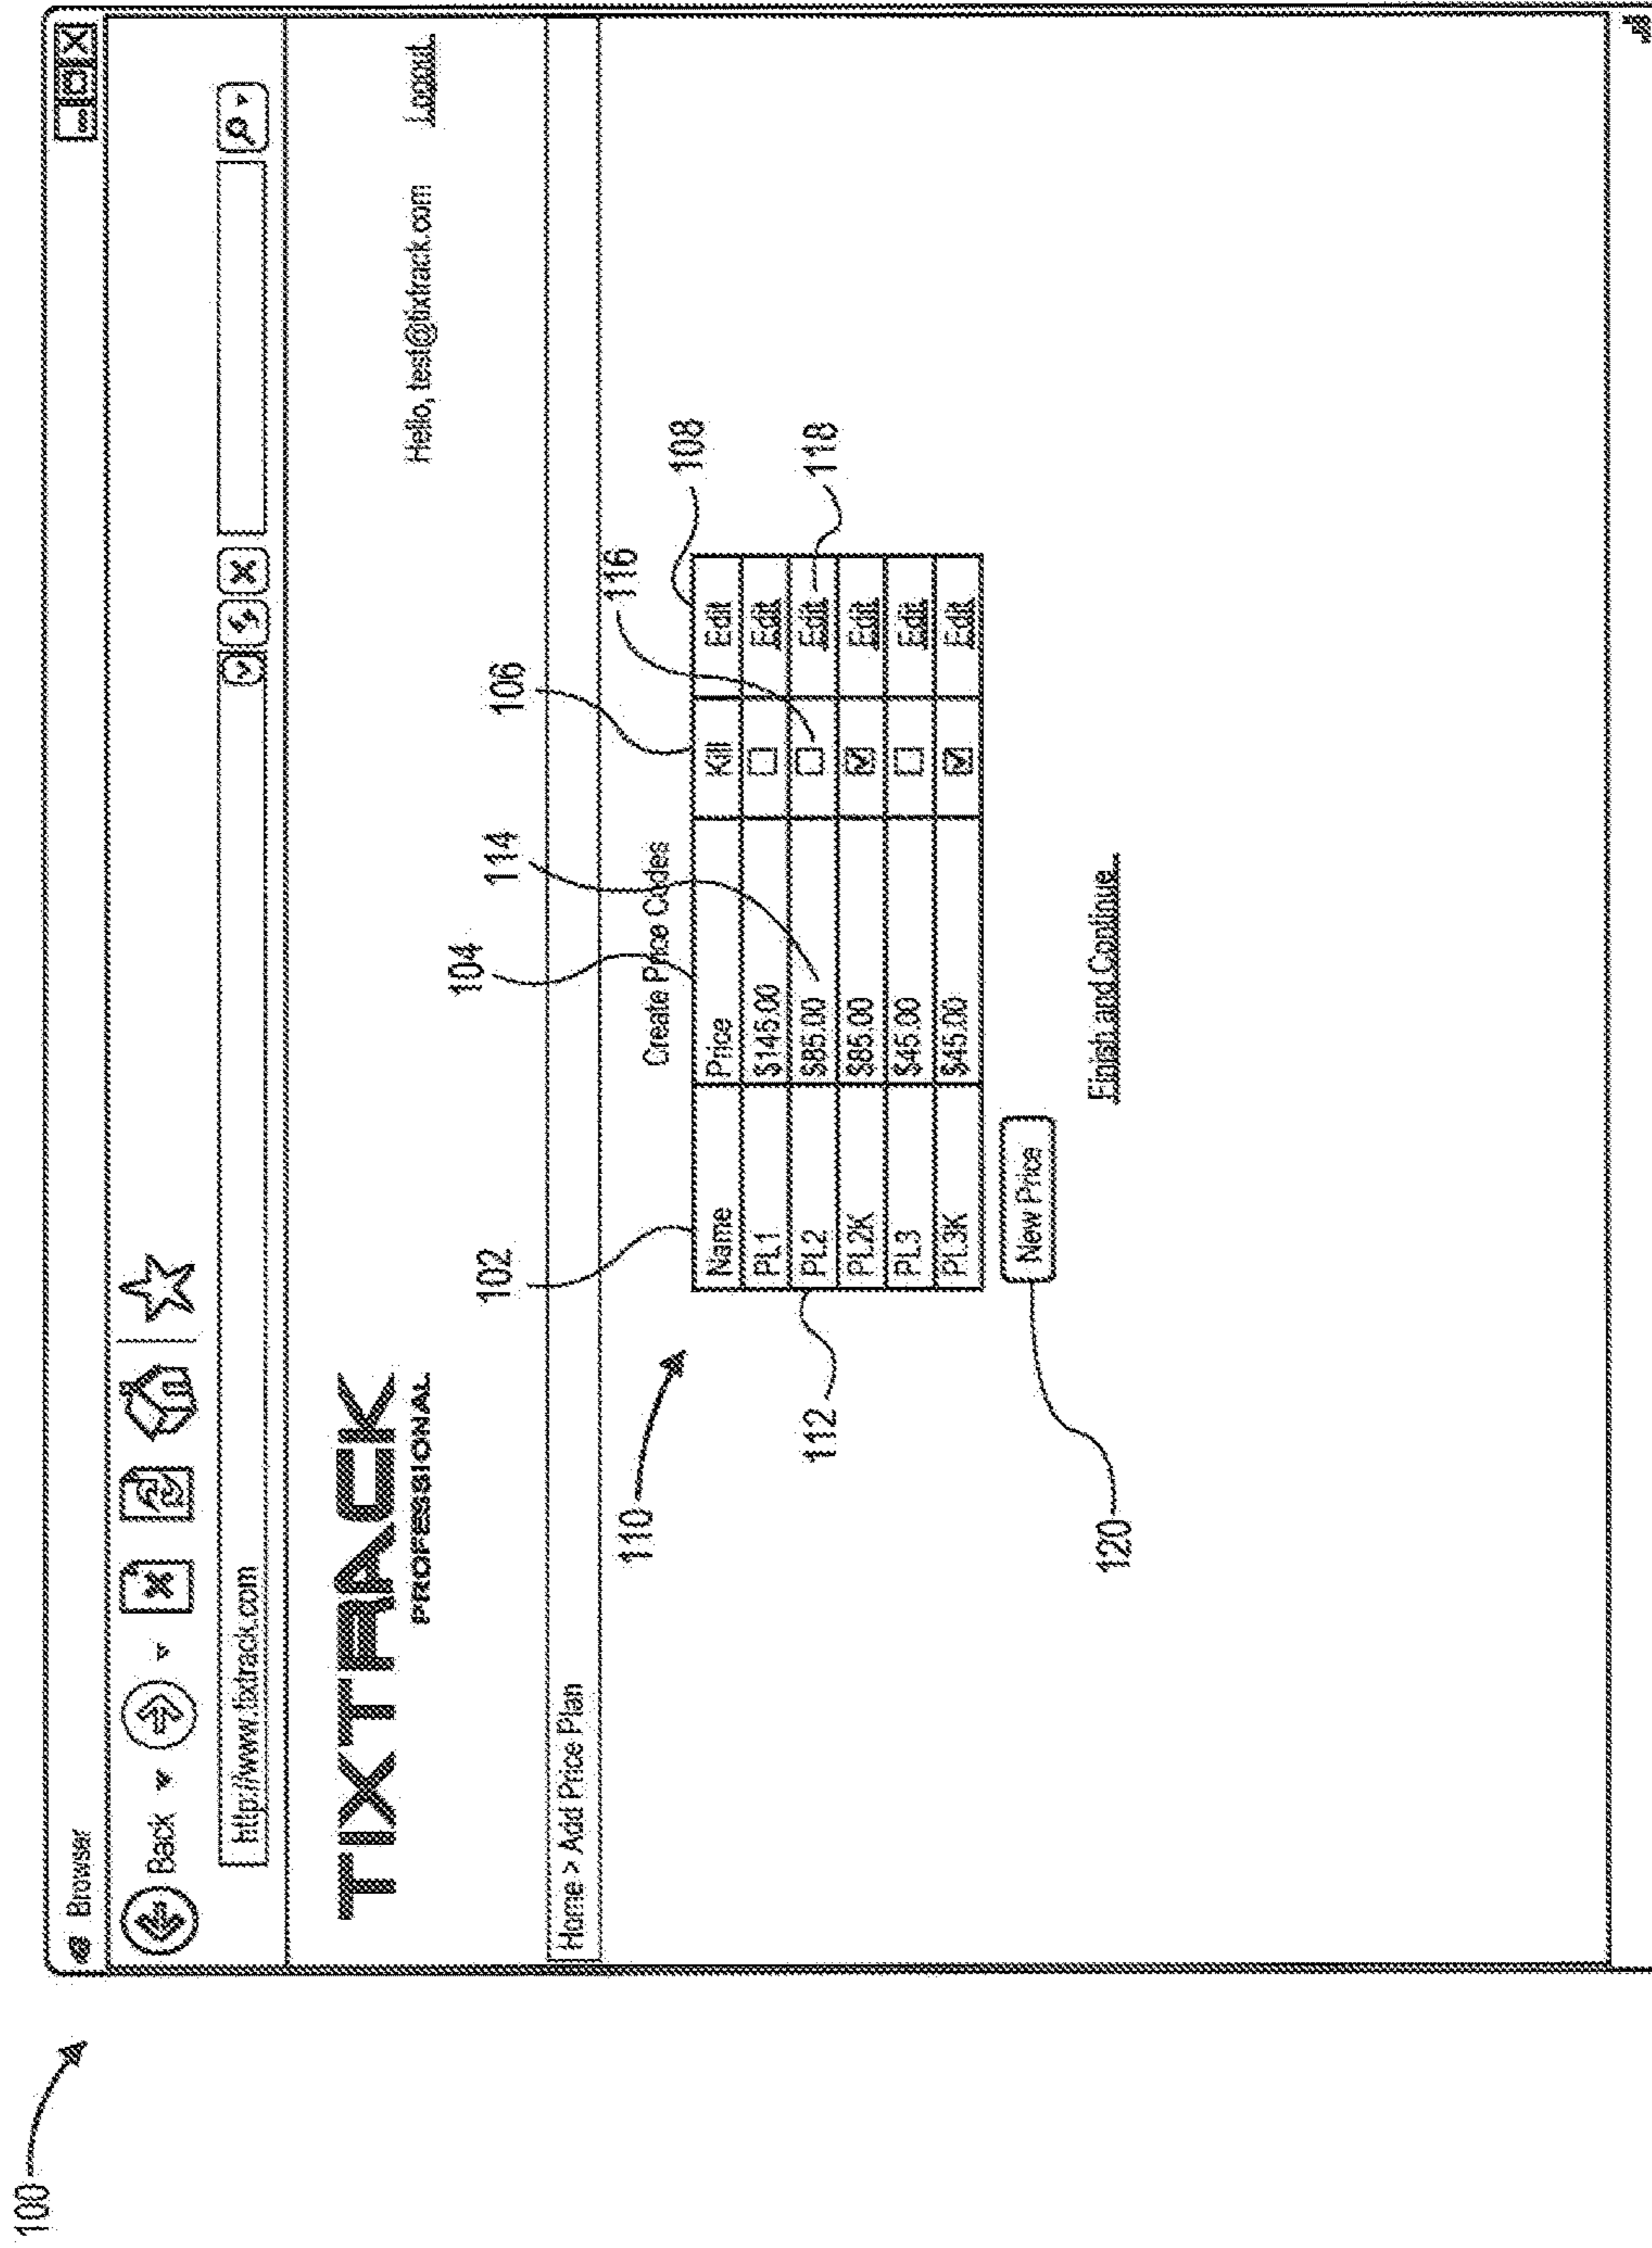 100
Browser
Back
http://www.tixtrack.com
TIXTRACK
PROFESSIONAL
Hello, test@tixtrack.com Logout
Home > Add Price Plan
102 104 114 106 116 108
110
Create Price Codes
Name Price Kill Edit
PL1 $145.00 Edit
PL2 $85.00 Edit
PL2K $85.00 Edit
PL3 $45.00 Edit
PL3K $45.00 Edit
112 118
New Price
120
Finish and Continue